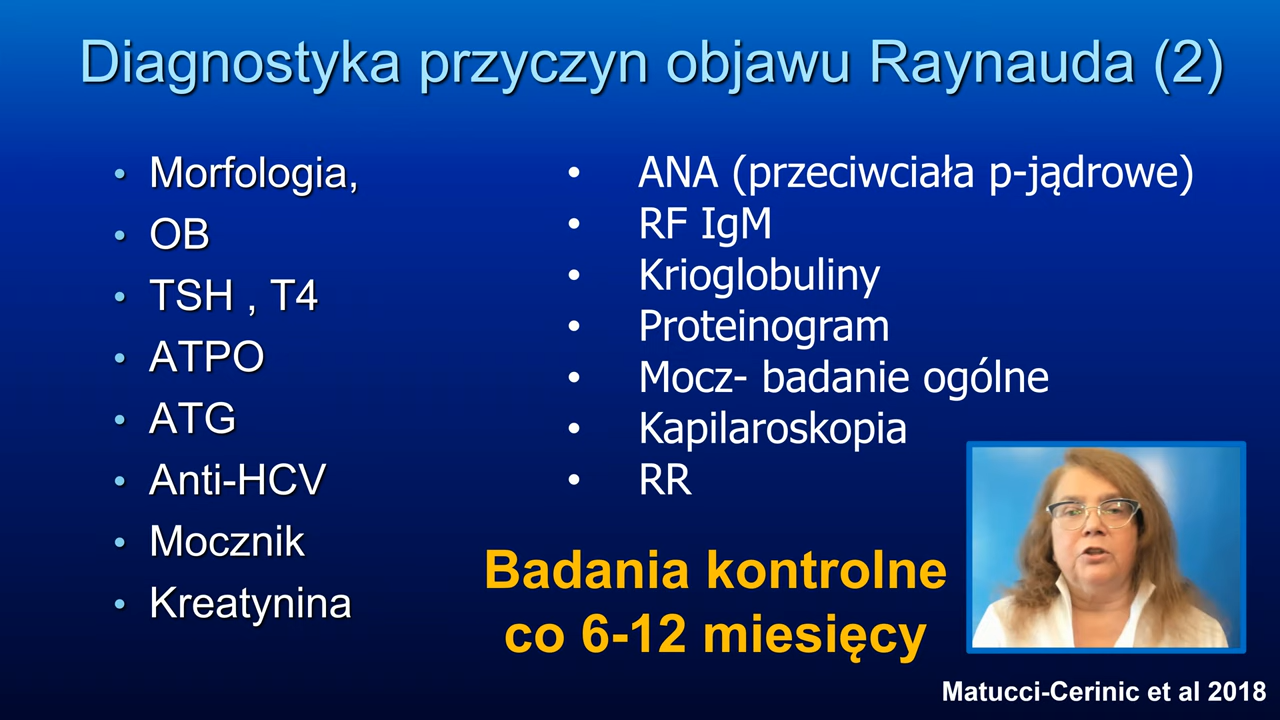 Diagnostyka przyczyn objawu Raynauda (2)
• Morfologia,
• OB
• TSH , T4
• ATPO
• ATG
• Anti-HCV
• Mocznik
• Kreatynina
• ANA (przeciwciała p-jądrowe)
• RF IgM
• Krioglobuliny
• Proteinogram
• Mocz- badanie ogólne
• Kapilaroskopia
• RR
Badania kontrolne
co 6-12 miesięcy
Matucci-Cerinic et al 2018